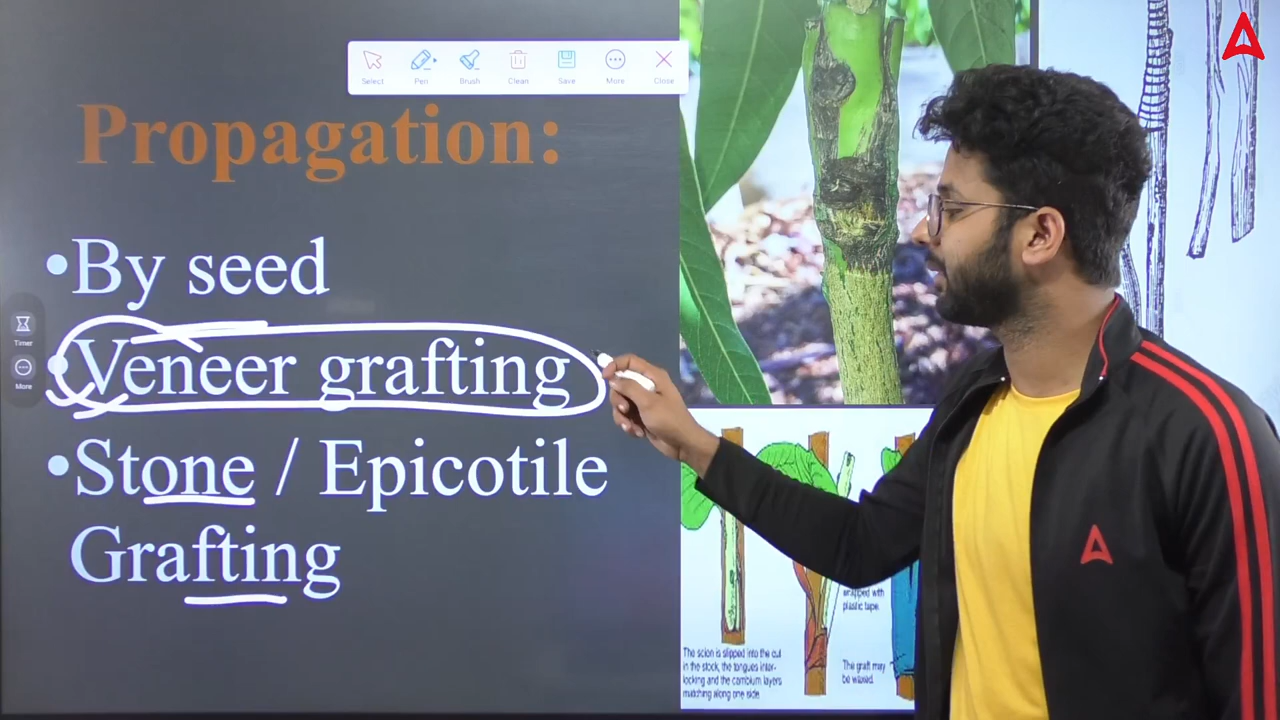 Select Pen Brush Clean Save More Close
Propagation:
•By seed
•Veneer grafting
•Stone / Epicotile
Grafting
Timer
More
wrapped with
plastic tape.
The scion is slipped into the cut
in the stock, the tongues inter-
locking and the cambium layers
matching along one side
The graft may
be waxed.